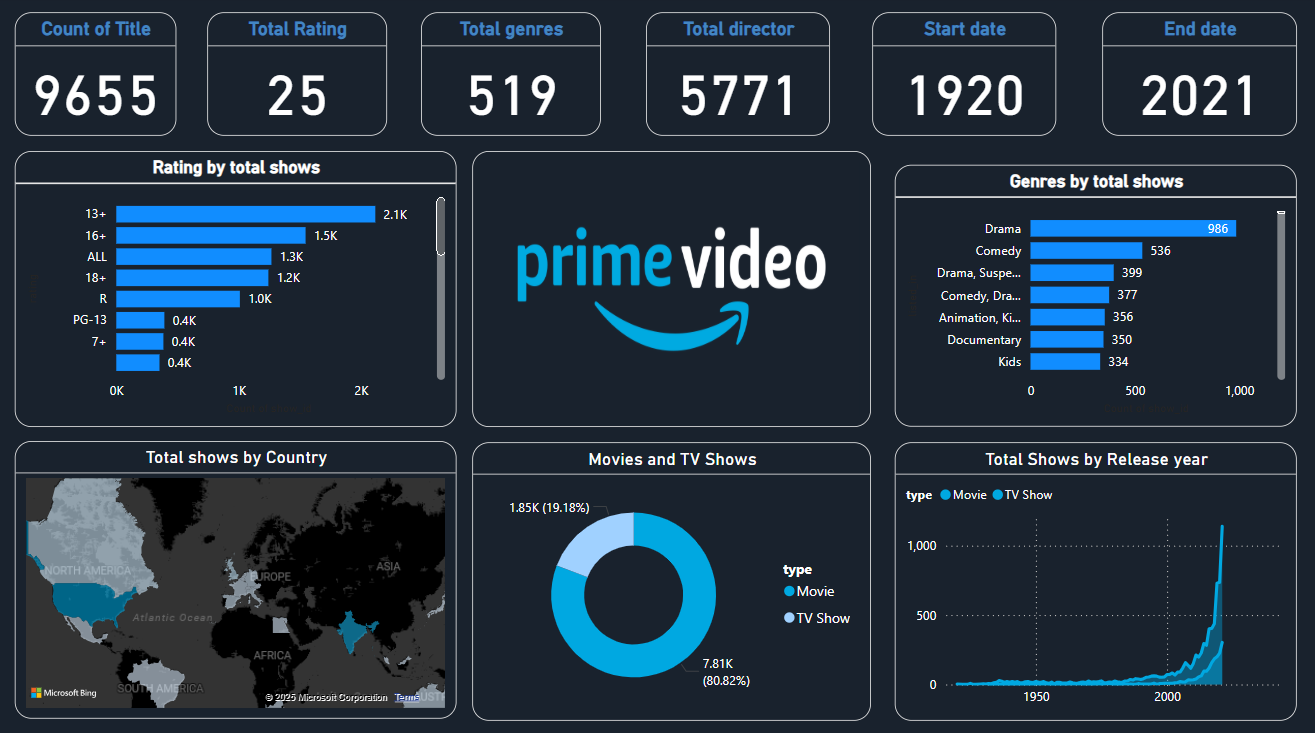 Count of Title
9655
Total Rating
25
Total genres
519
Total director
5771
Start date
1920
End date
2021
Rating by total shows
13+ 2.1K
16+ 1.5K
ALL 1.3K
18+ 1.2K
R 1.0K
PG-13 0.4K
7+ 0.4K
0.4K
0K 1K 2K
prime video
Genres by total shows
Drama 986
Comedy 536
Drama, Suspe... 399
Comedy, Dra... 377
Animation, Ki... 356
Documentary 350
Kids 334
0 500 1,000
Total shows by Country
NORTH AMERICA
EUROPE
ASIA
Atlantic Ocean
AFRICA
SOUTH AMERICA
Microsoft Bing
© 2025 Microsoft Corporation Terms
Movies and TV Shows
1.85K (19.18%)
7.81K
(80.82%)
type
Movie
TV Show
Total Shows by Release year
type Movie TV Show
1,000
500
0
1950 2000